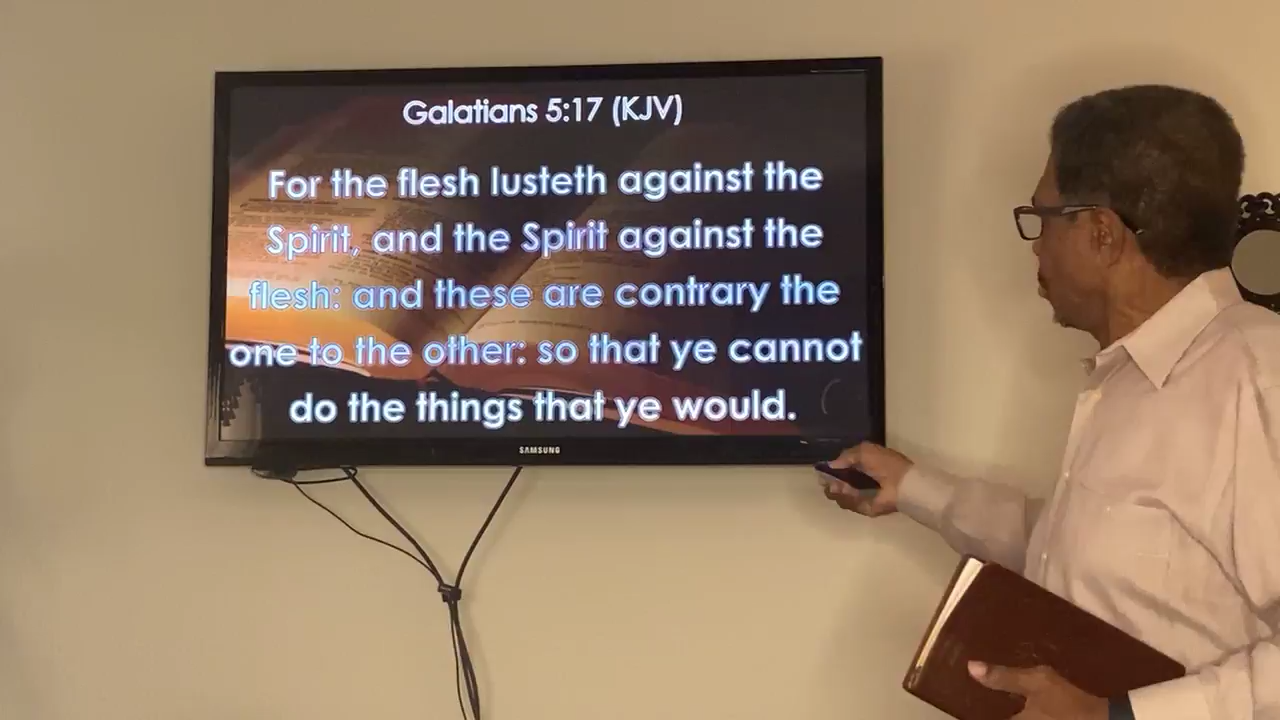 Galatians 5:17 (KJV)
For the flesh lusteth against the
Spirit, and the Spirit against the
flesh: and these are contrary the
one to the other: so that ye cannot
do the things that ye would.
SAMSUNG